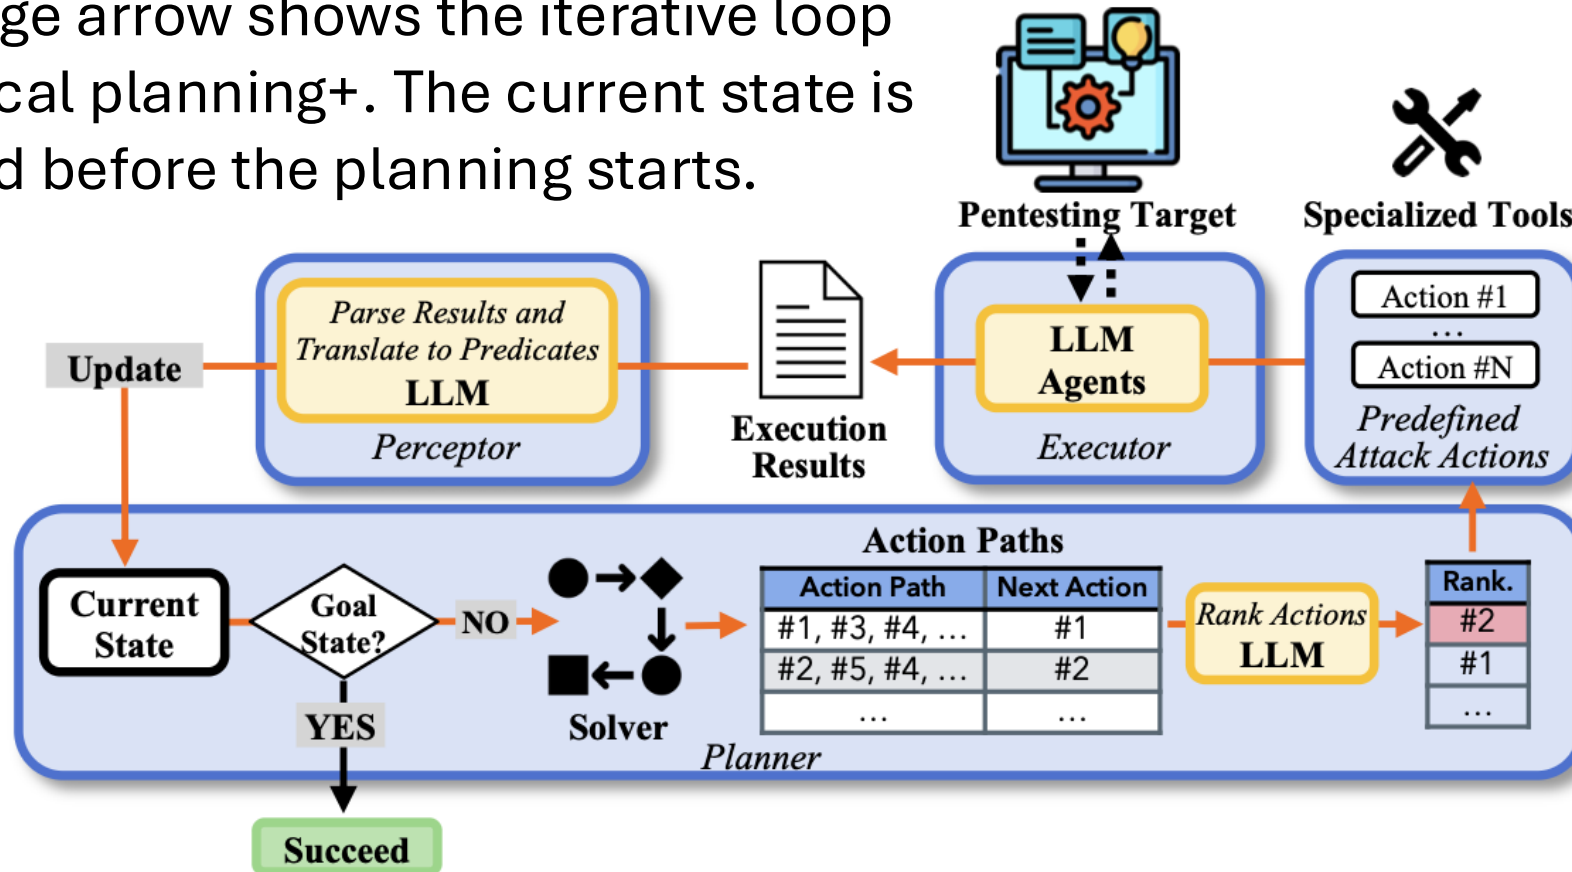 ge arrow shows the iterative loop
cal planning+. The current state is
d before the planning starts.
Pentesting Target
Specialized Tools
Update
Parse Results and
Translate to Predicates
LLM
Perceptor
Execution
Results
LLM
Agents
Executor
Action #1
...
Action #N
Predefined
Attack Actions
Current
State
Goal
State?
NO
YES
Succeed
Solver
Action Paths
Action Path Next Action
#1, #3, #4, ... #1
#2, #5, #4, ... #2
... ...
Planner
Rank Actions
LLM
Rank.
#2
#1
...